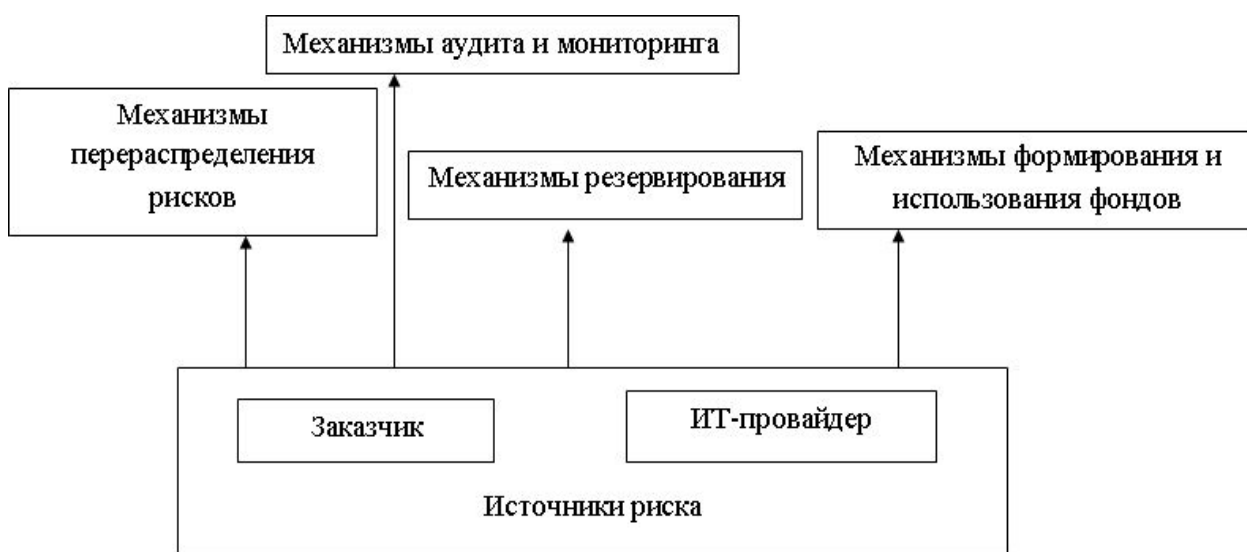 Механизмы аудита и мониторинга
Механизмы
перераспределения
рисков
Механизмы резервирования
Механизмы формирования и
использования фондов
Заказчик
ИТ-провайдер
Источники риска